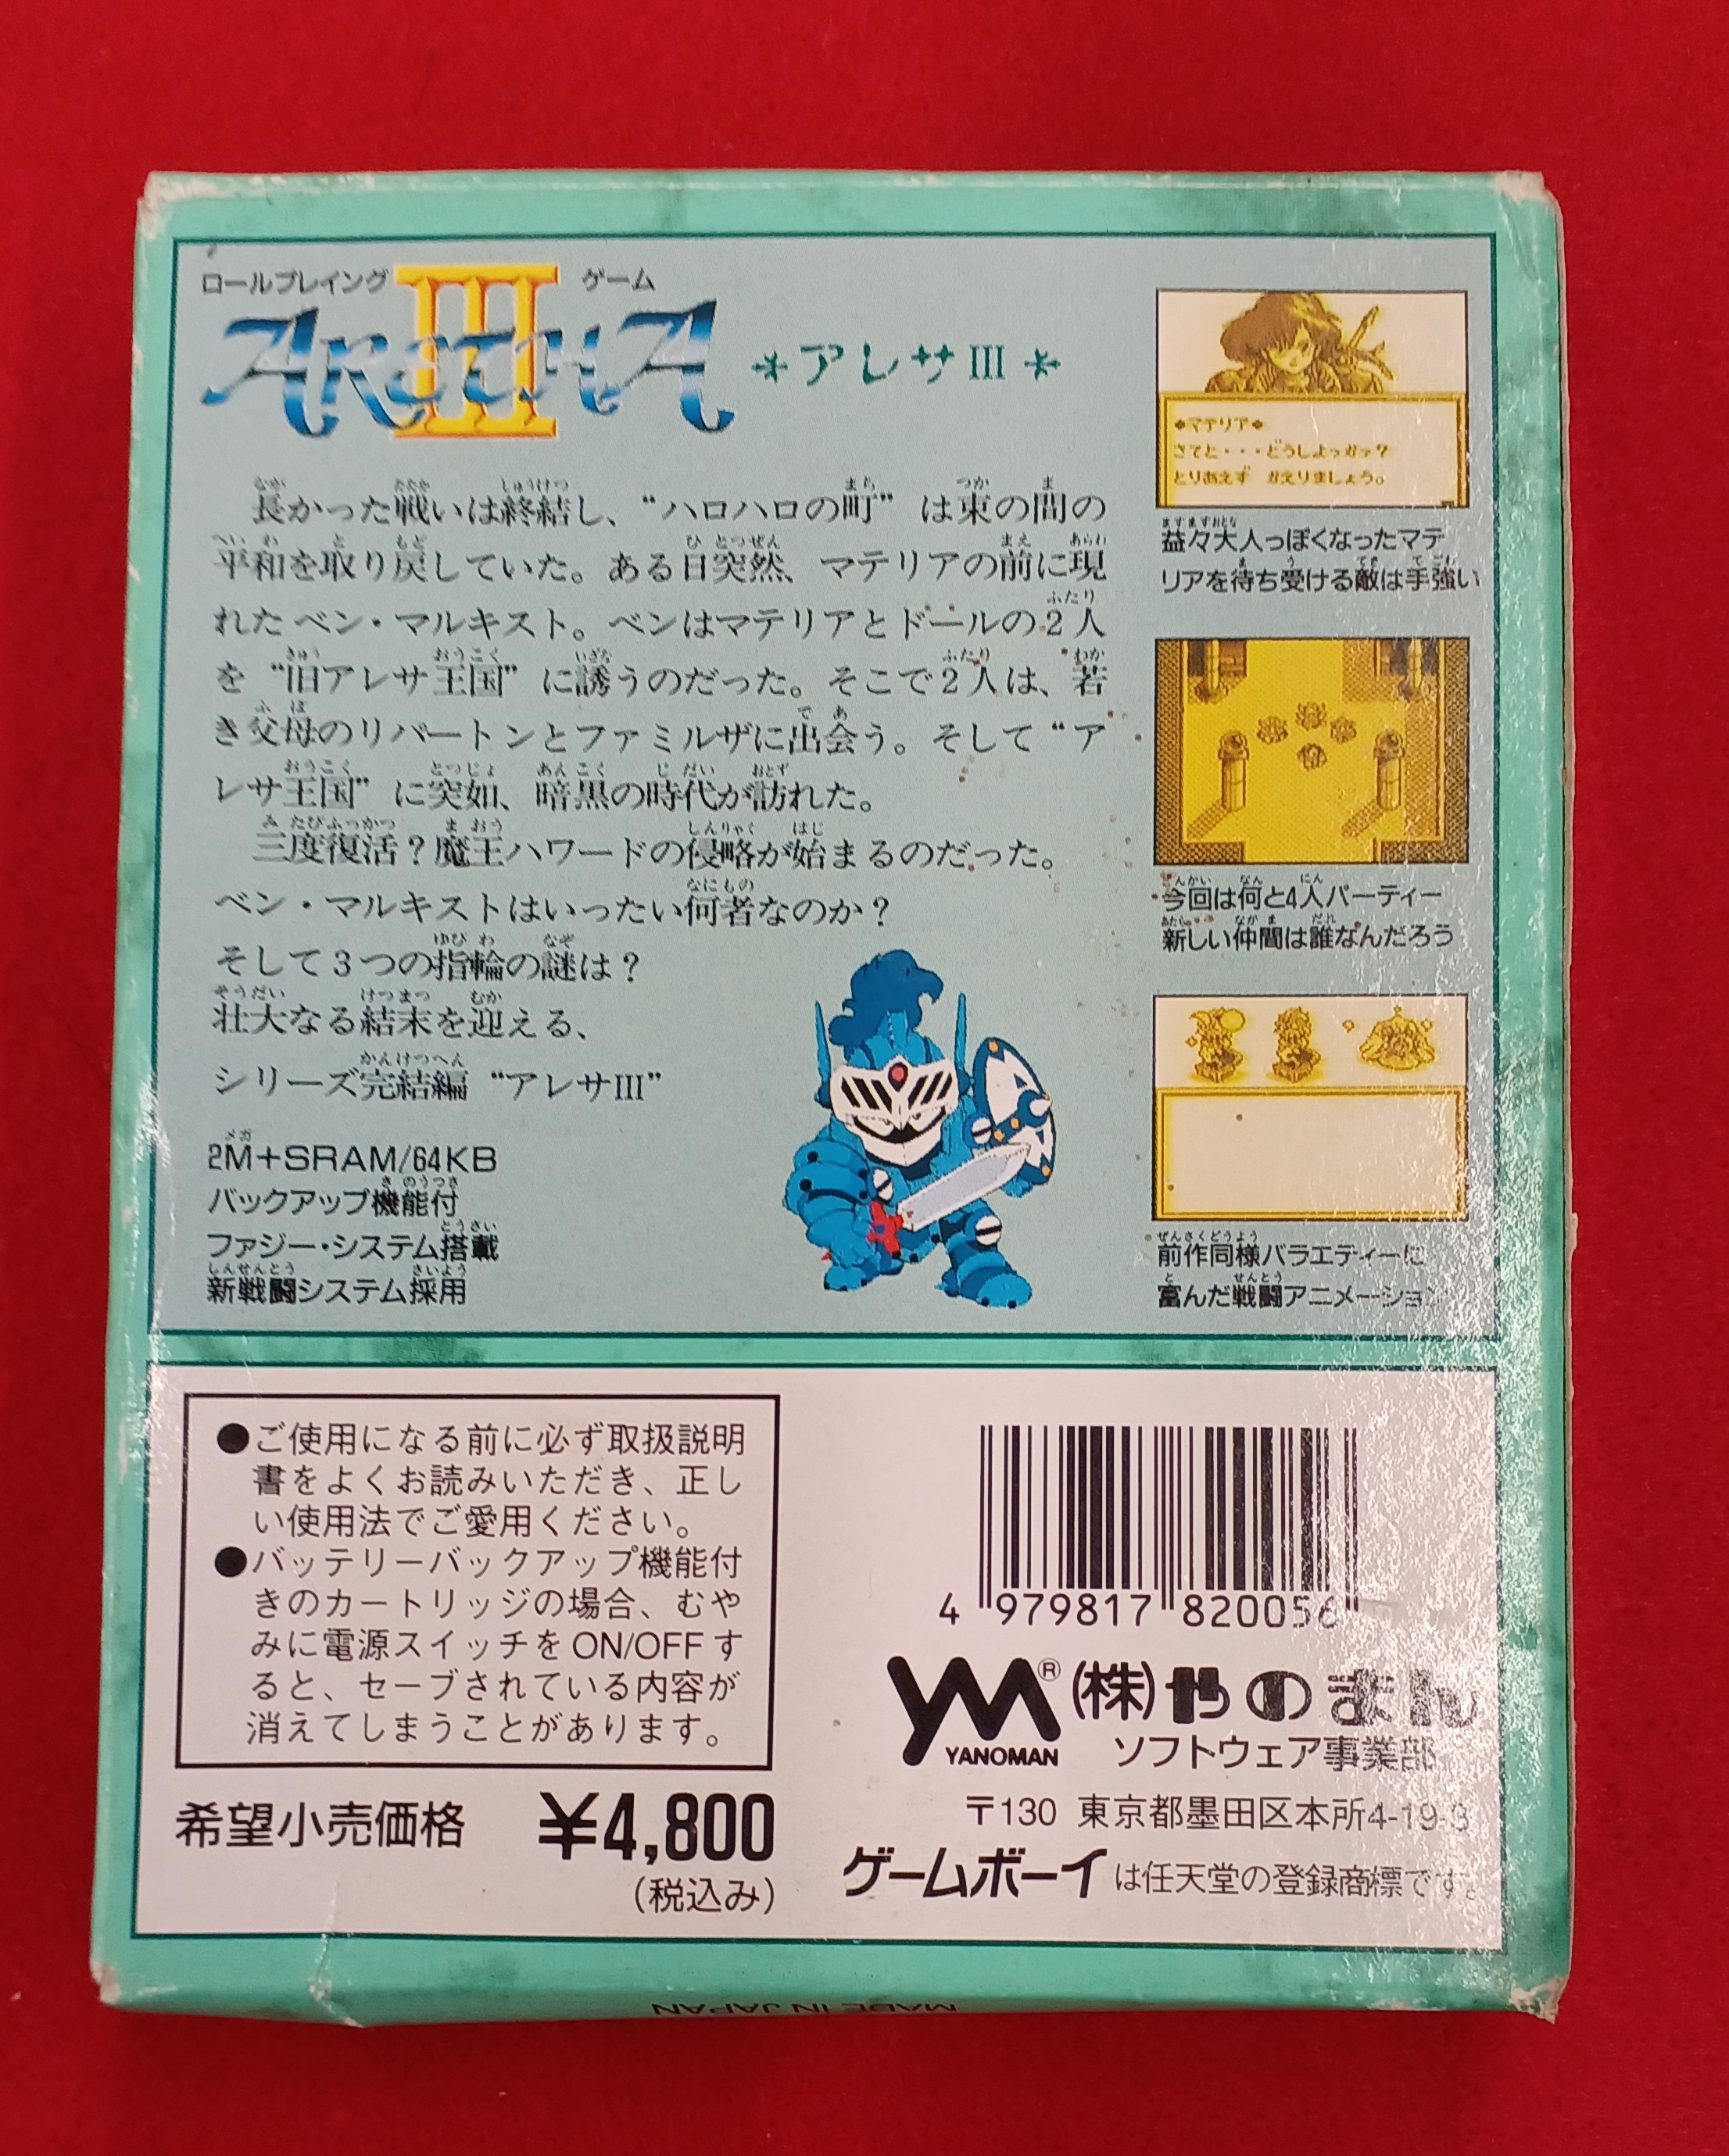 ロールプレイング ゲーム
ARETHA III
*アレサIII*
長かった戦いは終結し、“ハロハロの町” は束の間の
平和を取り戻していた。ある日突然、マテリアの前に現
れた ベン・マルキスト。ベンはマテリアとドールの2人
を “旧アレサ王国” に誘うのだった。そこで2人は、若
き父母のリバートンとファミルザに出会う。そして“ア
レサ王国” に突如、暗黒の時代が訪れた。
三度復活？魔王ハワードの侵略が始まるのだった。
ベン・マルキストはいったい何者なのか？
そして3つの指輪の謎は？
壮大なる結末を迎える、
シリーズ完結編 “アレサIII”
2M+SRAM/64KB
バックアップ機能付
ファジー・システム搭載
新戦闘システム採用
◆マテリア◆
さてと・・・どうしよっカァ？
とりあえず かえりましょう。
益々大人っぽくなったマテ
リアを待ち受ける敵は手強い
今回は何と4人パーティー
新しい仲間は誰なんだろう
前作同様バラエティーに
富んだ戦闘アニメーション
●ご使用になる前に必ず取扱説明
書をよくお読みいただき、正し
い使用法でご愛用ください。
●バッテリーバックアップ機能付
きのカートリッジの場合、むや
みに電源スイッチを ON/OFF す
ると、セーブされている内容が
消えてしまうことがあります。
希望小売価格 ¥4,800
(税込み)
4 979817 820056
YM® (株)やのまん
YANOMAN ソフトウェア事業部
〒130 東京都墨田区本所4-19-3
ゲームボーイ は任天堂の登録商標です。
MADE IN JAPAN